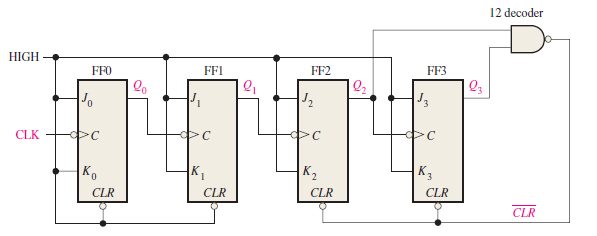 12 decoder
HIGH
FF0 FF1 FF2 FF3
Q0 Q1 Q2 Q3
J0 J1 J2 J3
CLK C C C C
K0 K1 K2 K3
CLR CLR CLR CLR
C̅L̅R̅